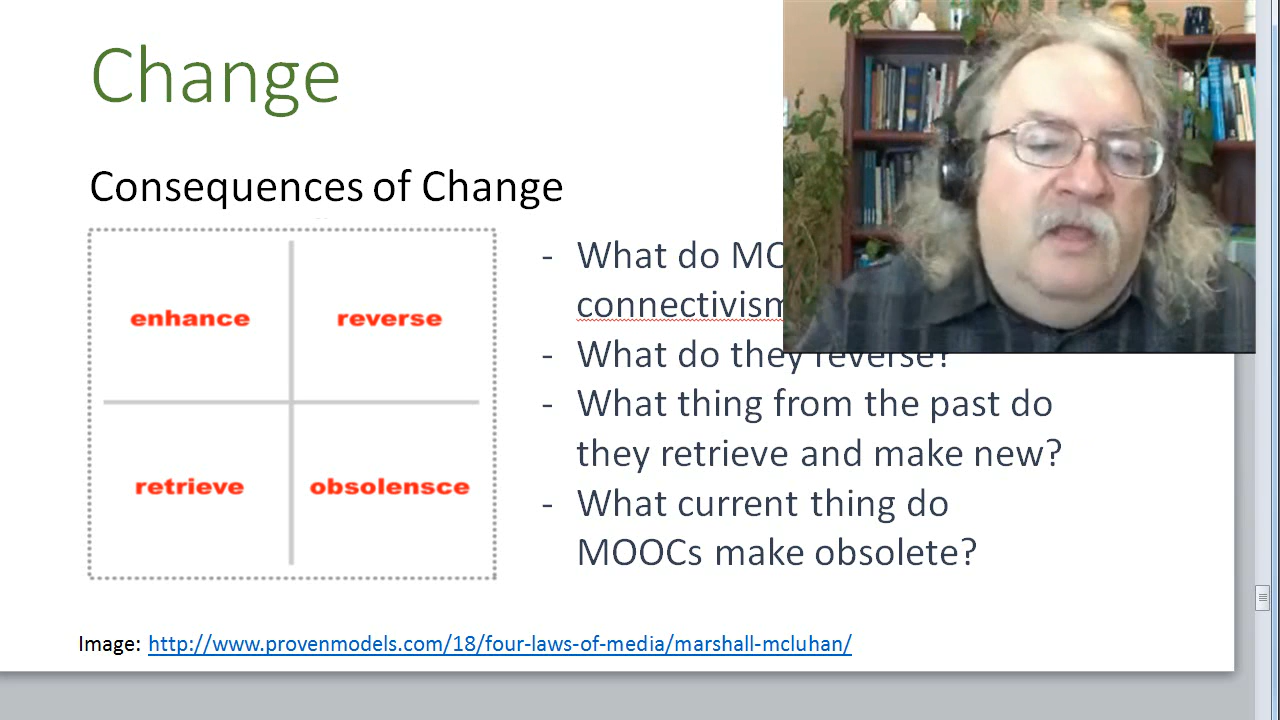 Change
Consequences of Change
enhance reverse
retrieve obsolensce
- What do
connectivism
- What do they reverse?
- What thing from the past do
they retrieve and make new?
- What current thing do
MOOCs make obsolete?
Image: http://www.provenmodels.com/18/four-laws-of-media/marshall-mcluhan/